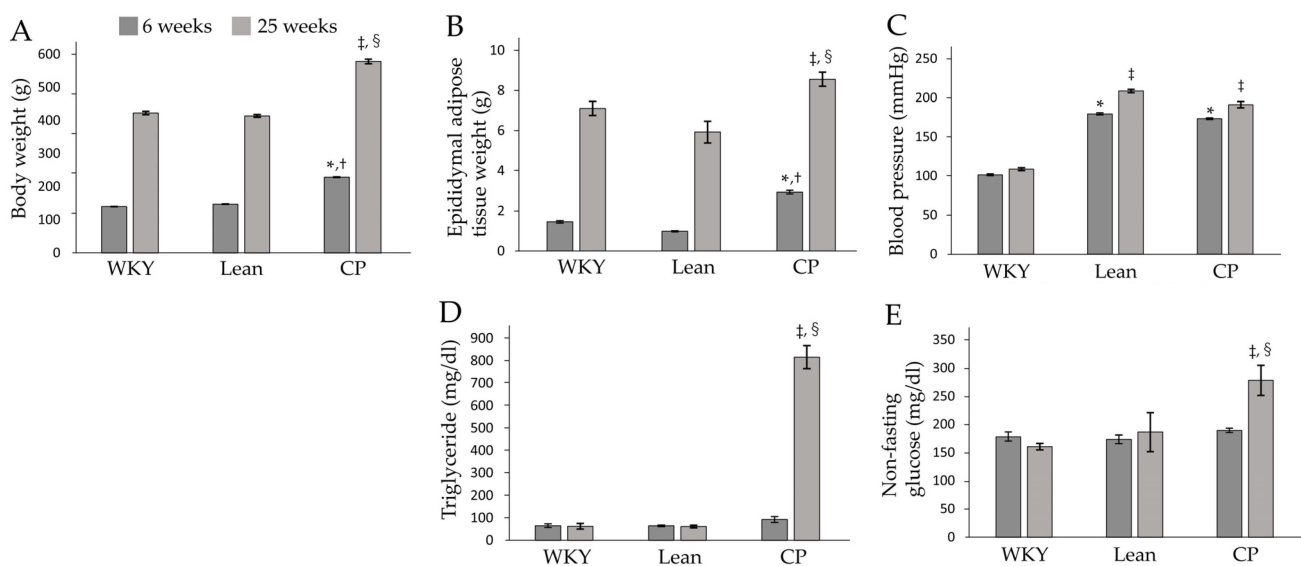 A
6 weeks
25 weeks
Body weight (g)
600
500
400
300
200
100
0
‡, §
*,†
WKY
Lean
CP
B
Epididymal adipose
tissue weight (g)
10
8
6
4
2
0
‡, §
*,†
WKY
Lean
CP
C
Blood pressure (mmHg)
250
200
150
100
50
0
*
‡
*
‡
WKY
Lean
CP
D
Triglyceride (mg/dl)
900
800
700
600
500
400
300
200
100
0
‡, §
WKY
Lean
CP
E
Non-fasting
glucose (mg/dl)
350
300
250
200
150
100
50
0
‡, §
WKY
Lean
CP